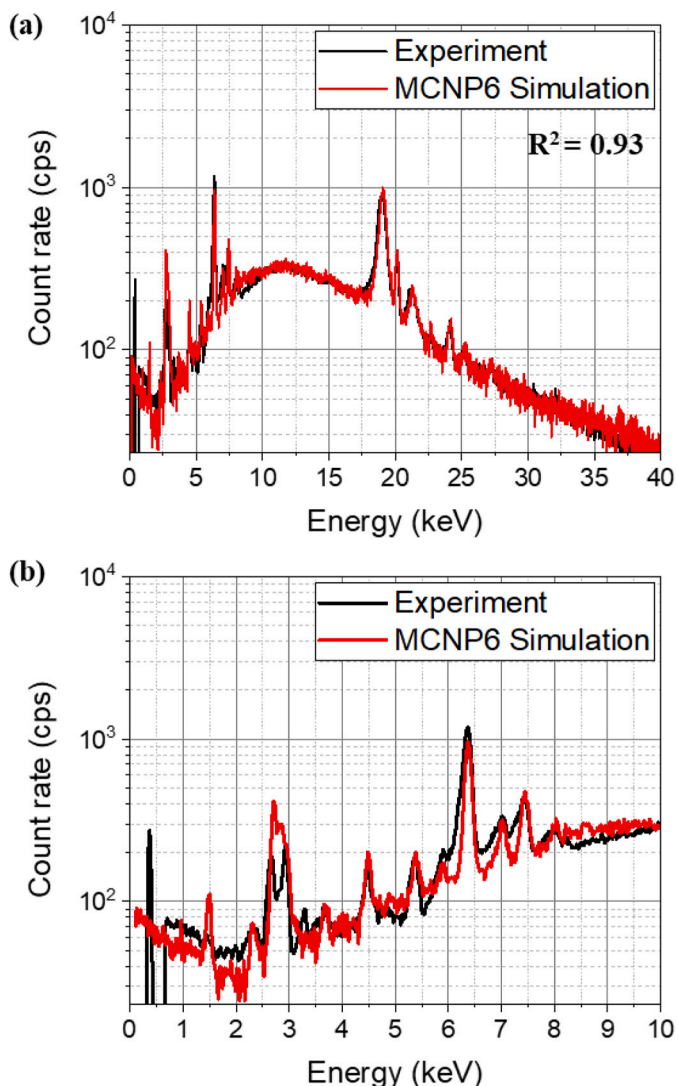 (a)
10⁴
Experiment
MCNP6 Simulation
R² = 0.93
10³
Count rate (cps)
10²
0 5 10 15 20 25 30 35 40
Energy (keV)
(b)
10⁴
Experiment
MCNP6 Simulation
10³
Count rate (cps)
10²
0 1 2 3 4 5 6 7 8 9 10
Energy (keV)